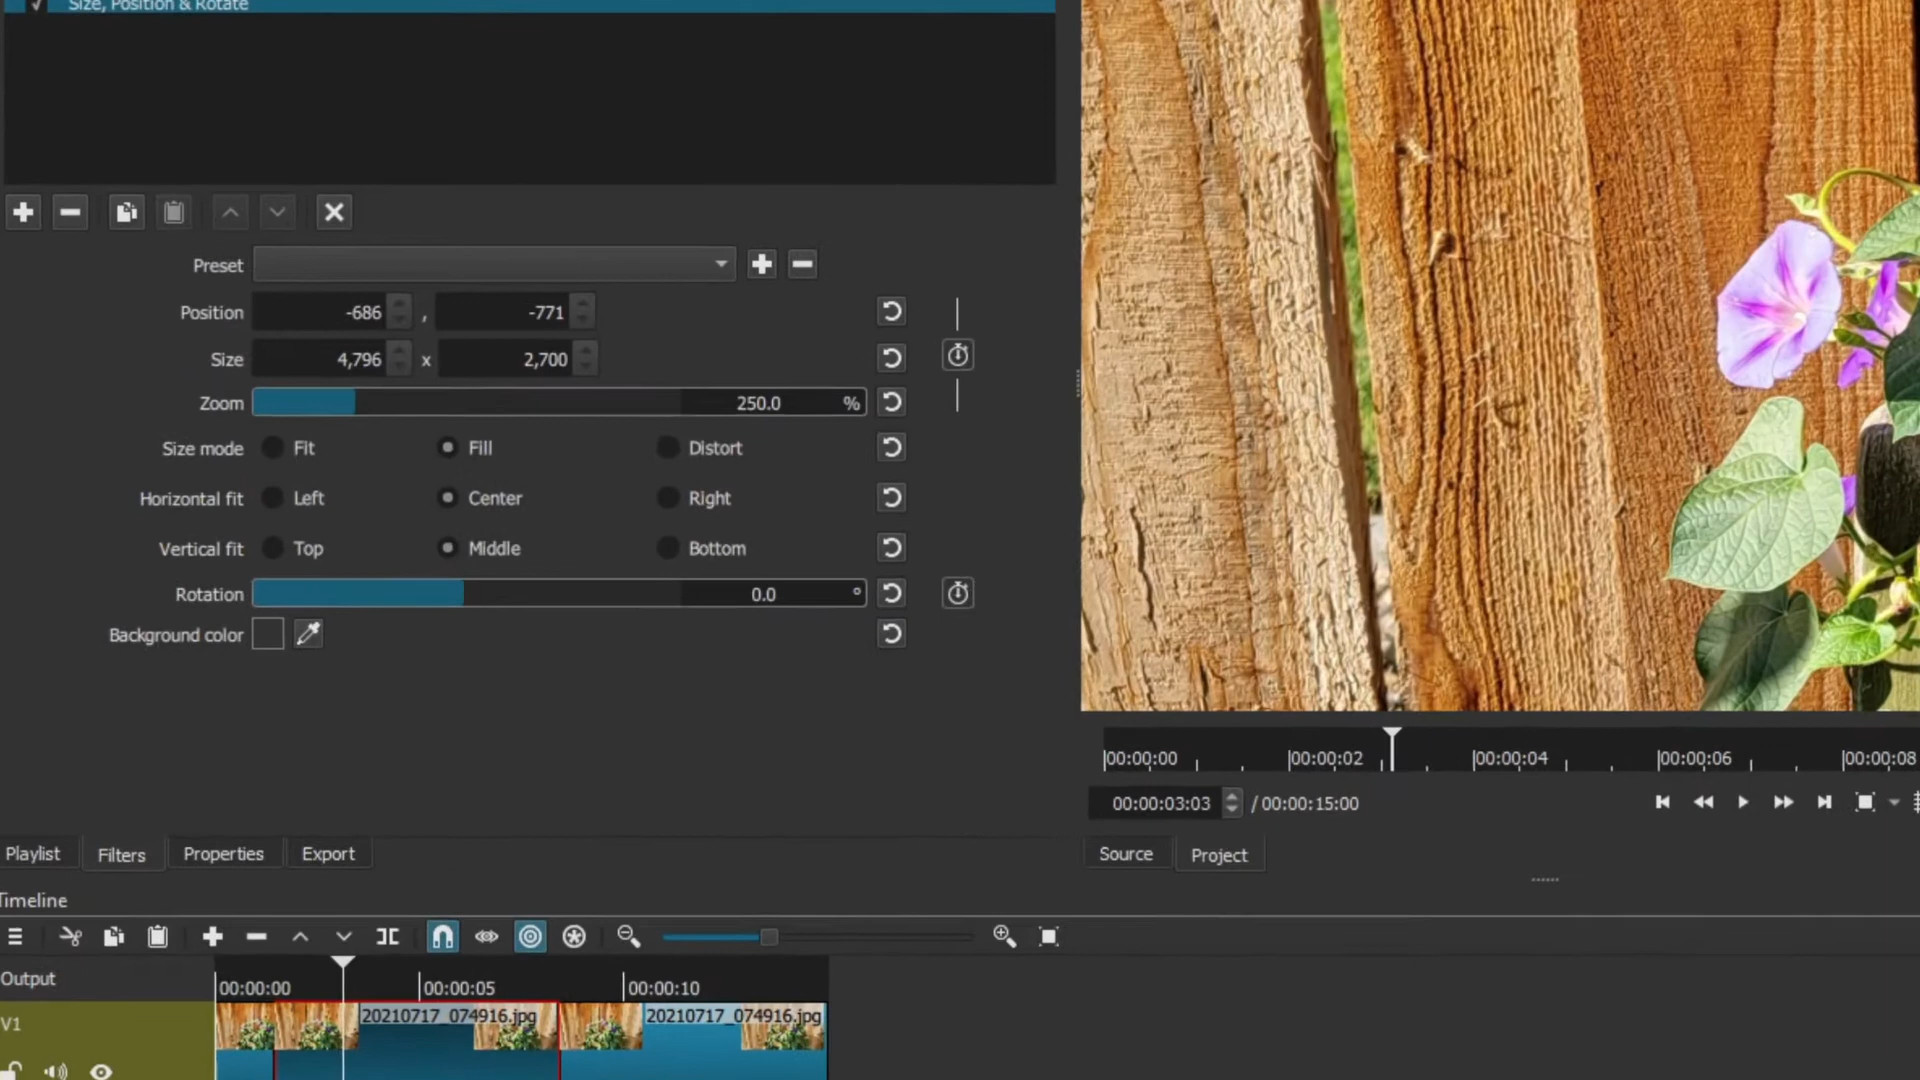 Size, Position & Rotate
Preset
Position -686 , -771
Size 4,796 x 2,700
Zoom 250.0 %
Size mode Fit Fill Distort
Horizontal fit Left Center Right
Vertical fit Top Middle Bottom
Rotation 0.0 °
Background color
00:00:00 00:00:02 00:00:04 00:00:06 00:00:08
00:00:03:03 / 00:00:15:00
Playlist Filters Properties Export
Source Project
Timeline
Output
00:00:00 00:00:05 00:00:10
V1
20210717_074916.jpg 20210717_074916.jpg